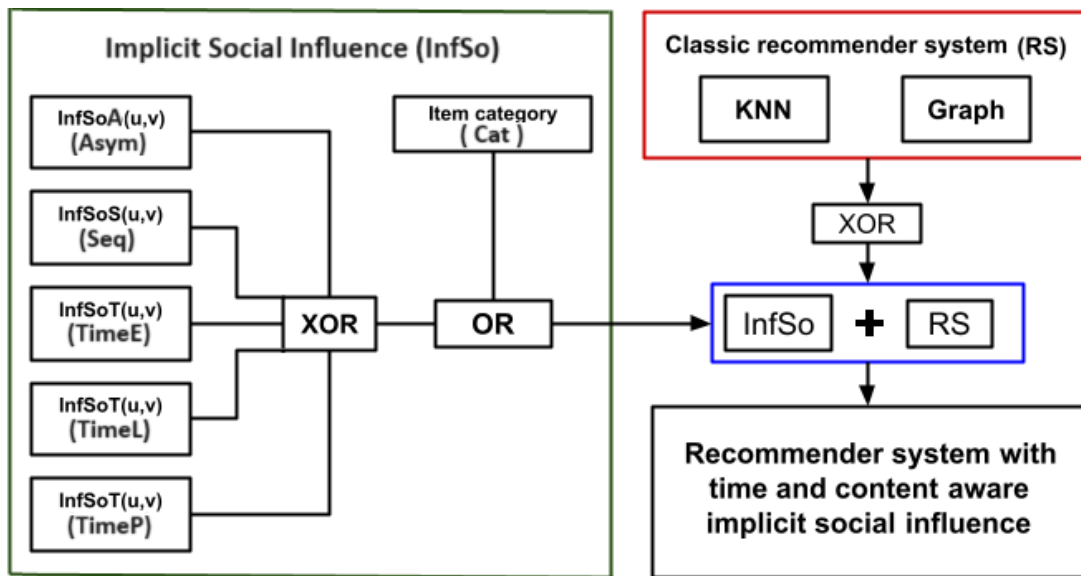 Implicit Social Influence (InfSo)
InfSoA(u,v)
(Asym)
InfSoS(u,v)
(Seq)
InfSoT(u,v)
(TimeE)
InfSoT(u,v)
(TimeL)
InfSoT(u,v)
(TimeP)
XOR
Item category
( Cat )
OR
Classic recommender system (RS)
KNN
Graph
XOR
InfSo
+
RS
Recommender system with
time and content aware
implicit social influence